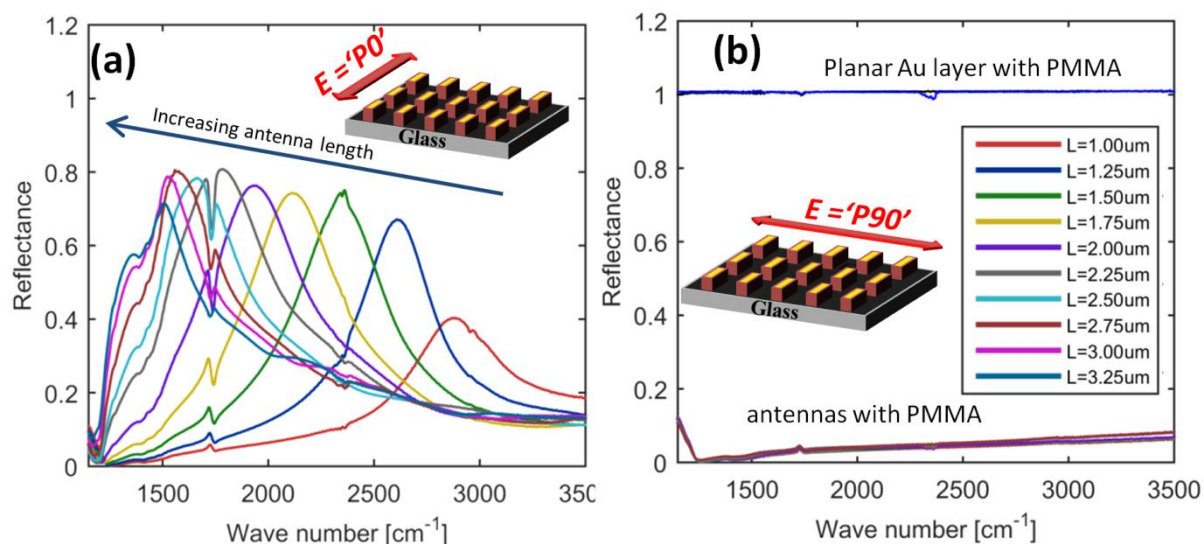 (a)
E =‘P0’
Glass
Increasing antenna length
Reflectance
1.2
1
0.8
0.6
0.4
0.2
0
1500
2000
2500
3000
350
Wave number [cm-1]
(b)
Planar Au layer with PMMA
E =‘P90’
Glass
antennas with PMMA
L=1.00um
L=1.25um
L=1.50um
L=1.75um
L=2.00um
L=2.25um
L=2.50um
L=2.75um
L=3.00um
L=3.25um
Reflectance
1.2
1
0.8
0.6
0.4
0.2
0
1500
2000
2500
3000
3500
Wave number [cm-1]